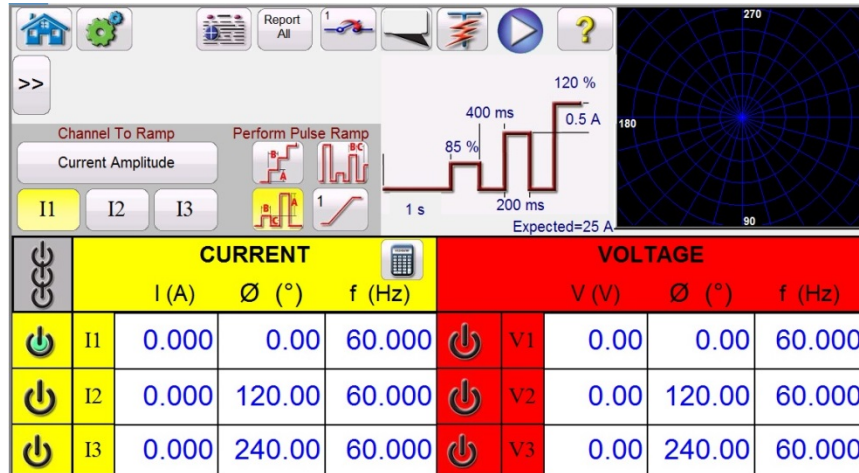 Report
All
1
?
>>
Channel To Ramp
Perform Pulse Ramp
Current Amplitude
B
A
B C
I1
I2
I3
B
A
C
1
120 %
400 ms
0.5 A
85 %
1 s
200 ms
Expected=25 A
270
180
90
CURRENT
VOLTAGE
I (A)
Ø (°)
f (Hz)
V (V)
Ø (°)
f (Hz)
I1 0.000 0.00 60.000 V1 0.00 0.00 60.000
I2 0.000 120.00 60.000 V2 0.00 120.00 60.000
I3 0.000 240.00 60.000 V3 0.00 240.00 60.000